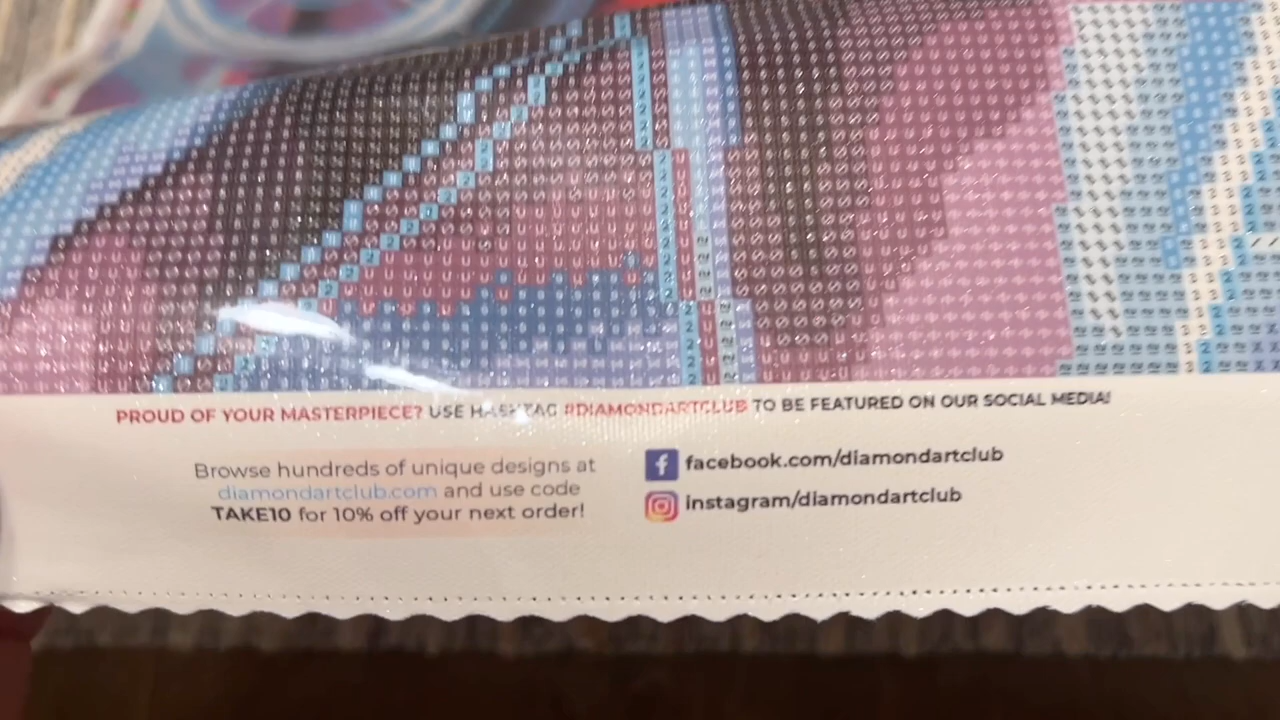 PROUD OF YOUR MASTERPIECE? USE HASHTAG #DIAMONDARTCLUB TO BE FEATURED ON OUR SOCIAL MEDIA!
Browse hundreds of unique designs at
diamondartclub.com and use code
TAKE10 for 10% off your next order!
facebook.com/diamondartclub
instagram/diamondartclub